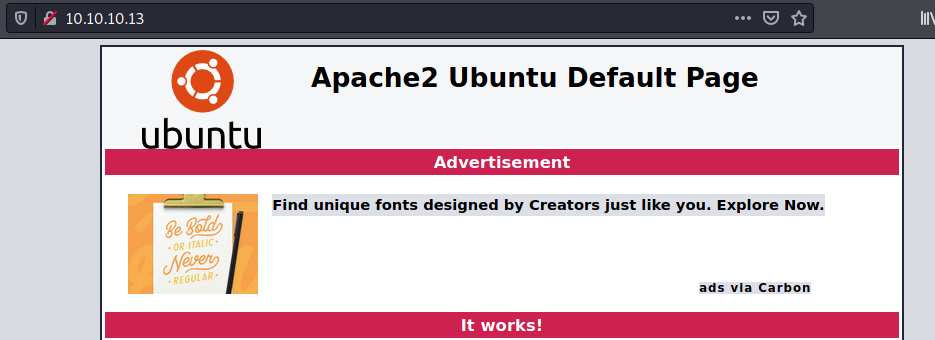 10.10.10.13
Apache2 Ubuntu Default Page
ubuntu
Advertisement
Be Bold
OR ITALIC
Never
REGULAR
Find unique fonts designed by Creators just like you. Explore Now.
ads via Carbon
It works!